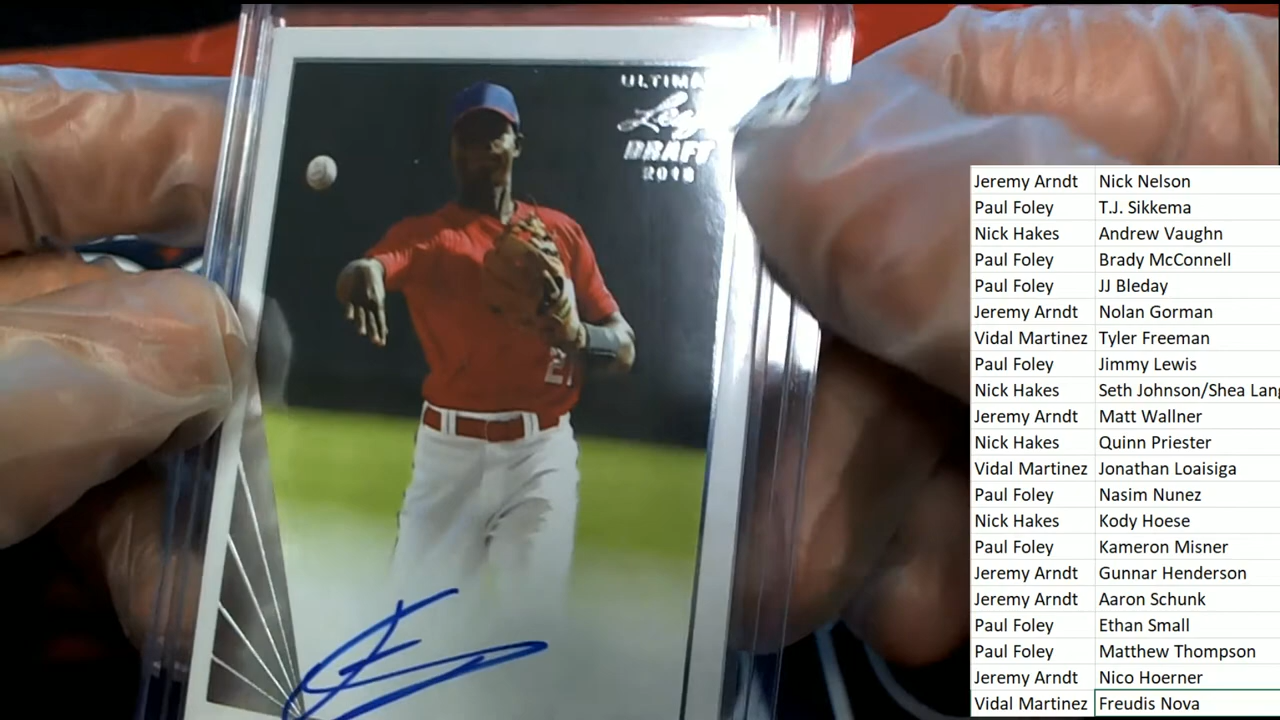 ULTIMA
Leaf
DRAFT
2018
21
Jeremy Arndt Nick Nelson
Paul Foley T.J. Sikkema
Nick Hakes Andrew Vaughn
Paul Foley Brady McConnell
Paul Foley JJ Bleday
Jeremy Arndt Nolan Gorman
Vidal Martinez Tyler Freeman
Paul Foley Jimmy Lewis
Nick Hakes Seth Johnson/Shea Lang
Jeremy Arndt Matt Wallner
Nick Hakes Quinn Priester
Vidal Martinez Jonathan Loaisiga
Paul Foley Nasim Nunez
Nick Hakes Kody Hoese
Paul Foley Kameron Misner
Jeremy Arndt Gunnar Henderson
Jeremy Arndt Aaron Schunk
Paul Foley Ethan Small
Paul Foley Matthew Thompson
Jeremy Arndt Nico Hoerner
Vidal Martinez Freudis Nova